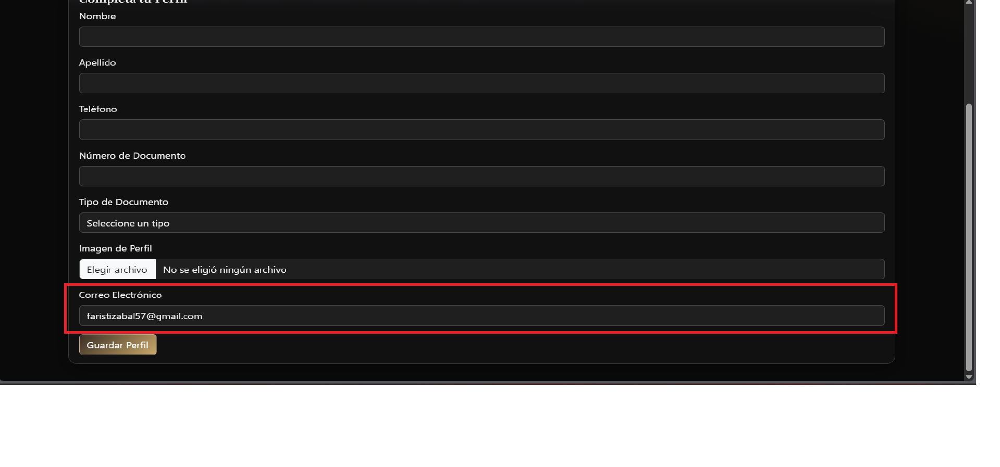 Completa tu Perfil
Nombre
Apellido
Teléfono
Número de Documento
Tipo de Documento
Seleccione un tipo
Imagen de Perfil
Elegir archivo No se eligió ningún archivo
Correo Electrónico
faristizabal57@gmail.com
Guardar Perfil